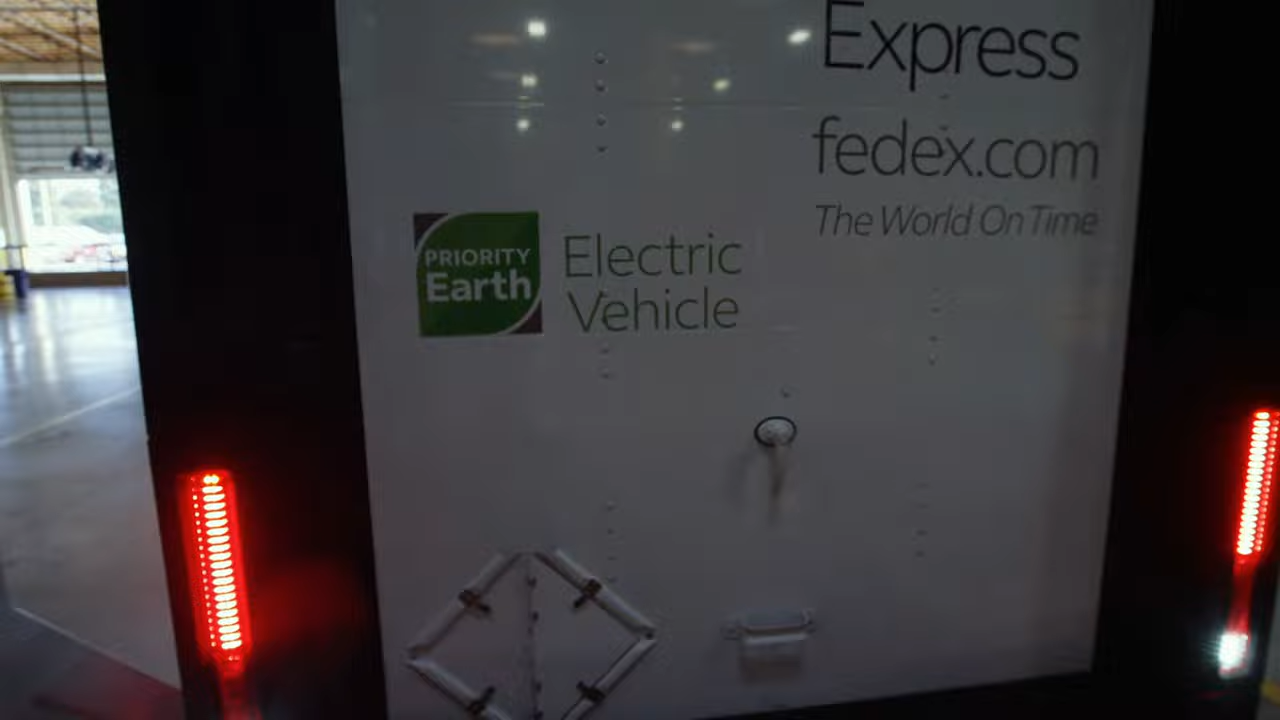 Express
fedex.com
The World On Time
PRIORITY
Earth
Electric
Vehicle